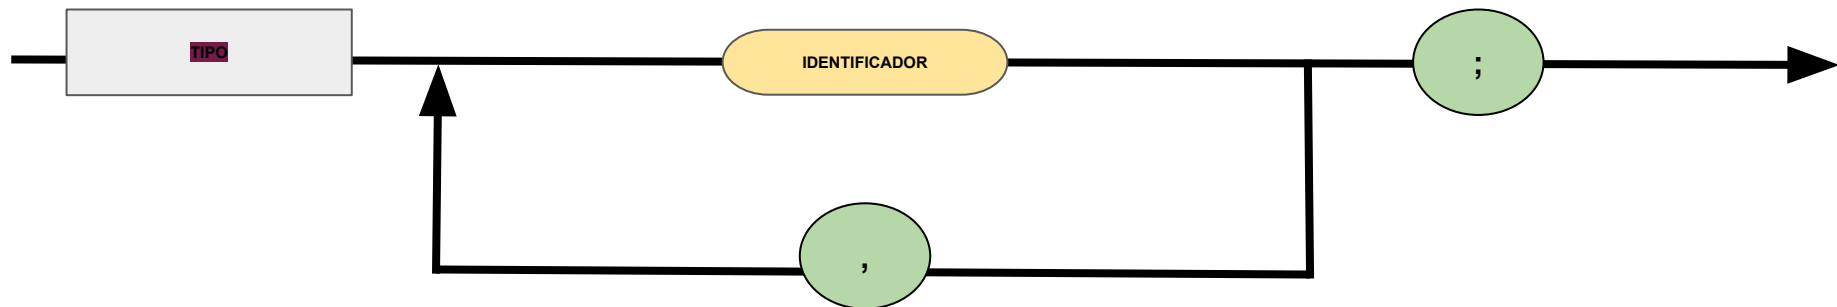 TIPO
IDENTIFICADOR
;
,